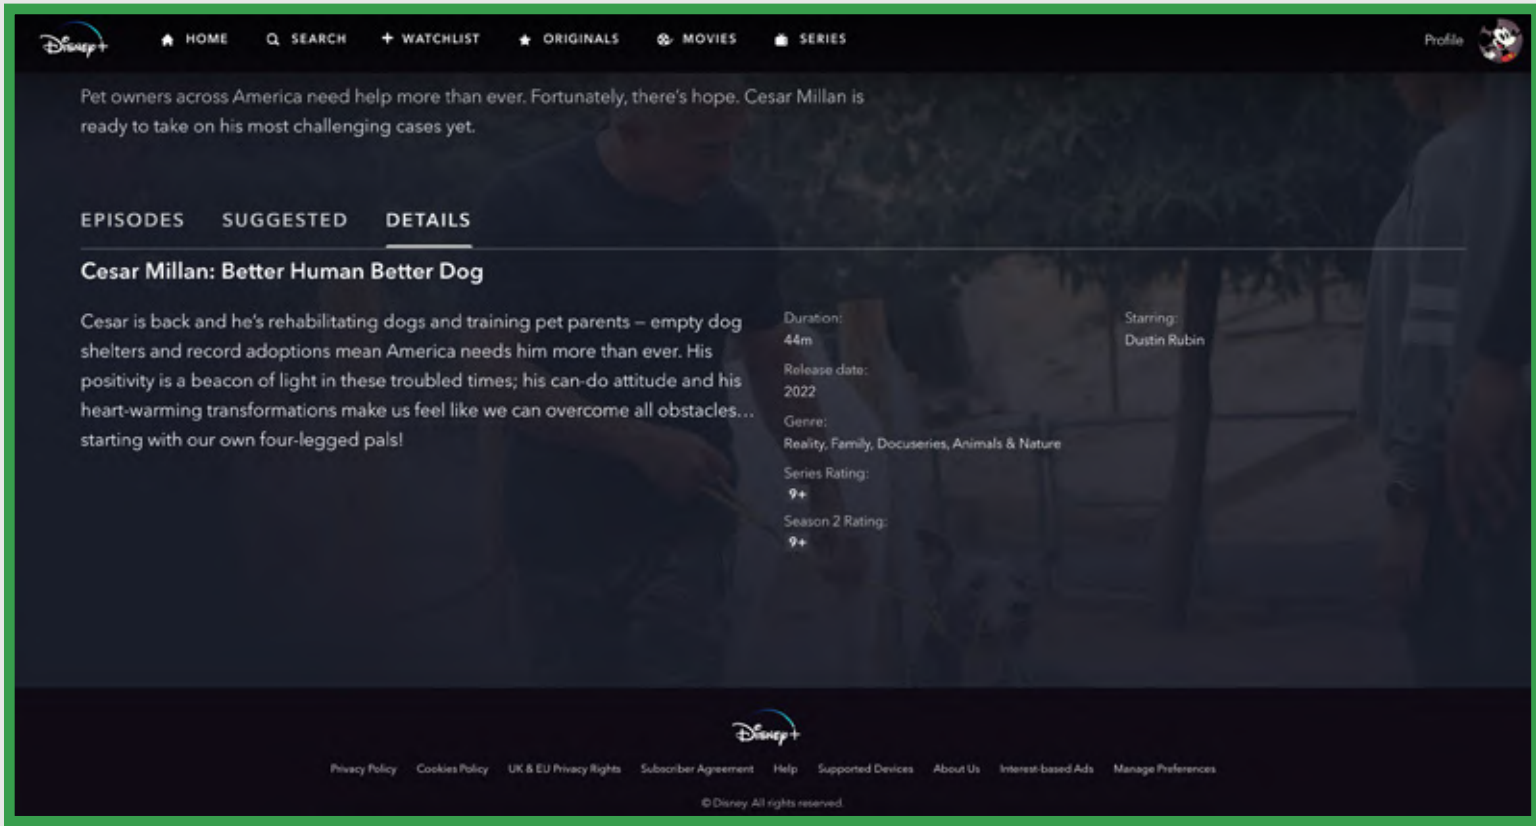 Disney+ HOME SEARCH WATCHLIST ORIGINALS MOVIES SERIES Profile
Pet owners across America need help more than ever. Fortunately, there's hope. Cesar Millan is
ready to take on his most challenging cases yet.
EPISODES SUGGESTED DETAILS
Cesar Millan: Better Human Better Dog
Cesar is back and he's rehabilitating dogs and training pet parents – empty dog
shelters and record adoptions mean America needs him more than ever. His
positivity is a beacon of light in these troubled times; his can-do attitude and his
heart-warming transformations make us feel like we can overcome all obstacles...
starting with our own four-legged pals!
Duration:
44m
Release date:
2022
Genre:
Reality, Family, Docuseries, Animals & Nature
Series Rating:
9+
Season 2 Rating:
9+
Starring:
Dustin Rubin
Disney+
Privacy Policy Cookies Policy UK & EU Privacy Rights Subscriber Agreement Help Supported Devices About Us Interest-based Ads Manage Preferences
© Disney. All rights reserved.